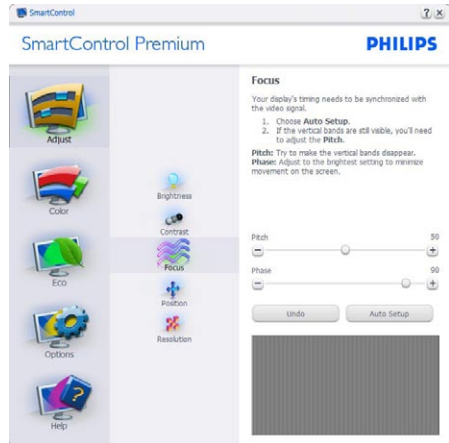 SmartControl
? x
SmartControl Premium
PHILIPS
Adjust
Color
Eco
Options
Help
Brightness
Contrast
Focus
Position
Resolution
Focus
Your display's timing needs to be synchronized with
the video signal.
1. Choose Auto Setup.
2. If the vertical bands are still visible, you'll need
to adjust the Pitch.
Pitch: Try to make the vertical bands disappear.
Phase: Adjust to the brightest setting to minimize
movement on the screen.
Pitch 50
Phase 90
Undo Auto Setup